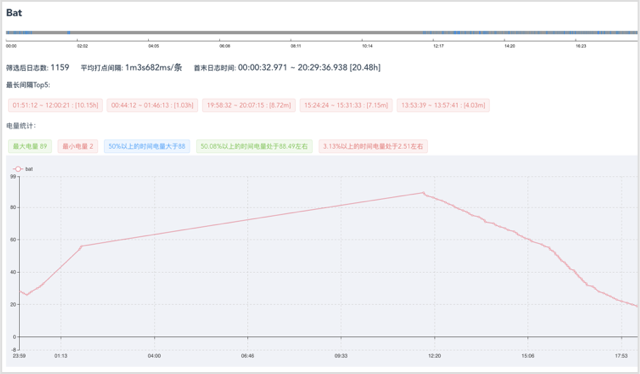 Bat
00:00 02:02 04:05 06:08 08:11 10:14 12:17 14:20 16:23
筛选后日志数: 1159 平均打点间隔: 1m3s682ms/条 首末日志时间: 00:00:32.971 ~ 20:29:36.938 [20.48h]
最长间隔Top5:
01:51:12 ~ 12:00:21 : [10.15h] 00:44:12 ~ 01:46:13 : [1.03h] 19:58:32 ~ 20:07:15 : [8.72m] 15:24:24 ~ 15:31:33 : [7.15m] 13:53:39 ~ 13:57:41 : [4.03m]
电量统计:
最大电量 89 最小电量 2 50%以上的时间电量大于88 50.08%以上的时间电量处于88.49左右 3.13%以上的时间电量处于2.51左右
bat
99
80
60
40
20
0
-8
23:59 01:13 04:00 06:46 09:33 12:20 15:06 17:53